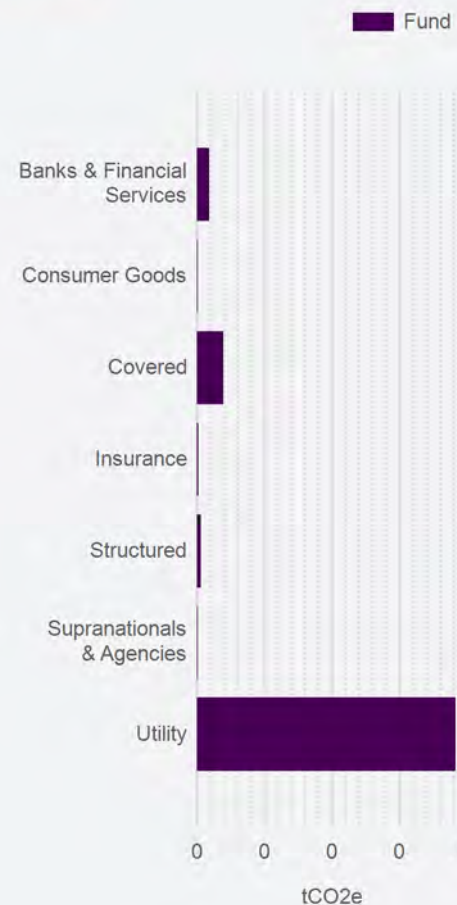 Fund
Banks & Financial
Services
Consumer Goods
Covered
Insurance
Structured
Supranationals
& Agencies
Utility
0 0 0 0
tCO2e